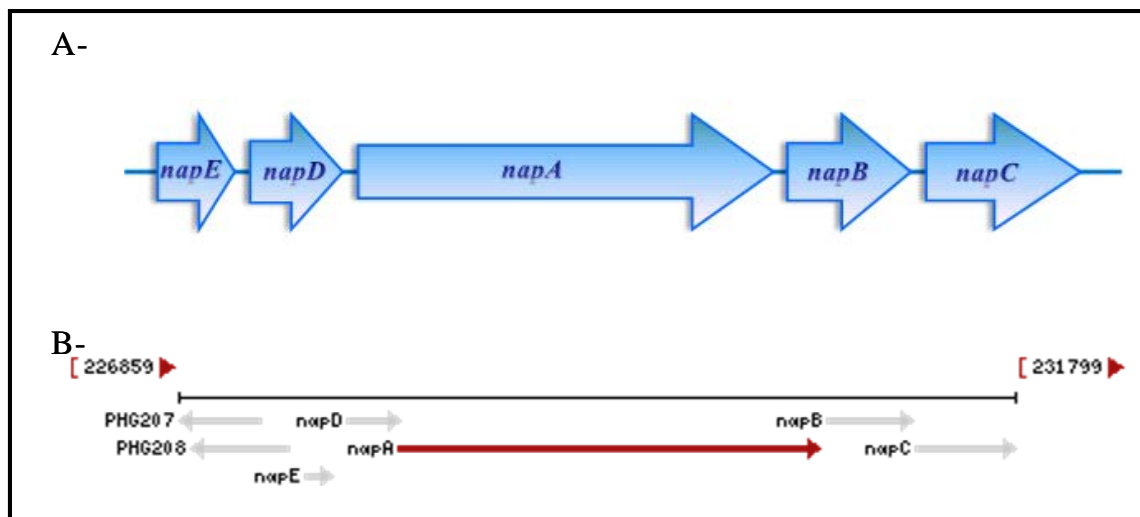 A-
napE napD napA napB napC
B-
[ 226859 [ 231799
PHG207 napD napB
PHG208 napA napC
napE